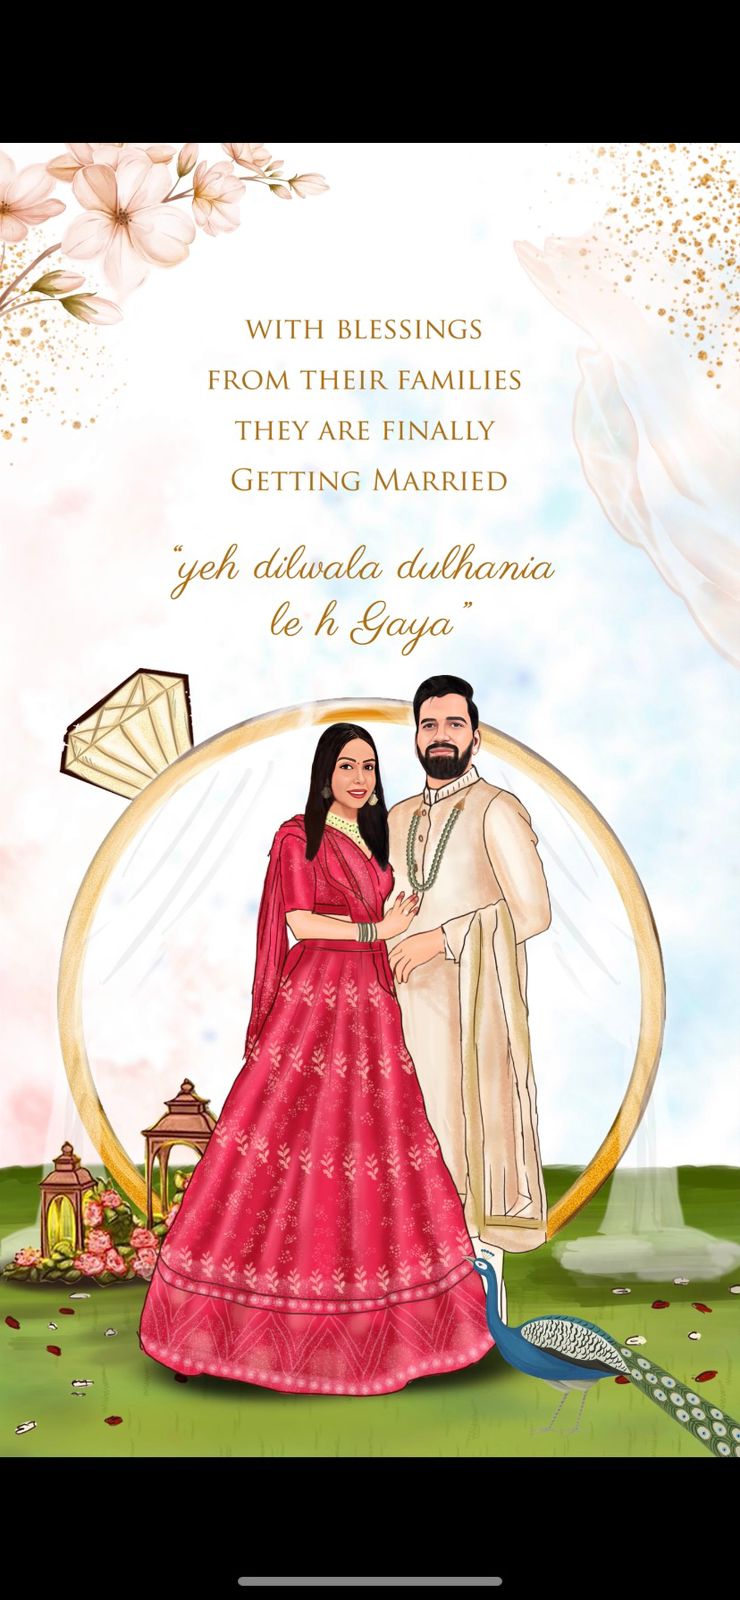 WITH BLESSINGS
FROM THEIR FAMILIES
THEY ARE FINALLY
GETTING MARRIED
“yeh dilwala dulhania
le h Gaya”